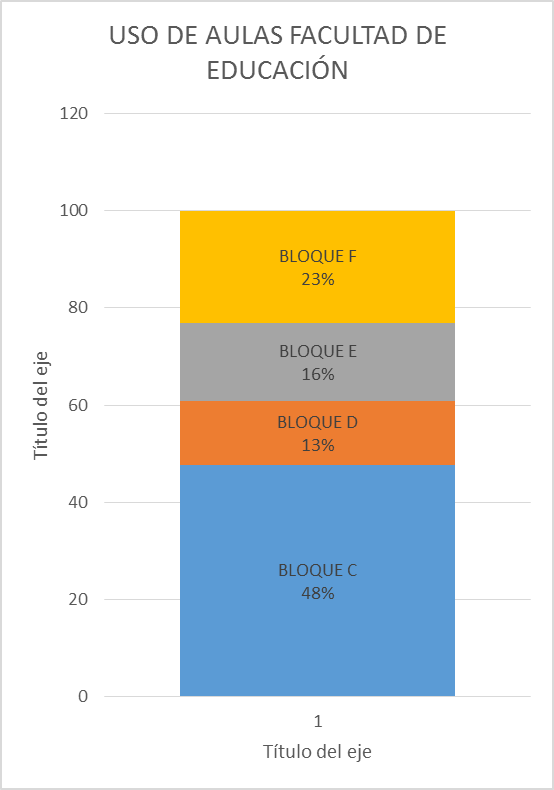 USO DE AULAS FACULTAD DE
EDUCACIÓN
120
100
80
60
40
20
0
Título del eje
BLOQUE F
23%
BLOQUE E
16%
BLOQUE D
13%
BLOQUE C
48%
1
Título del eje